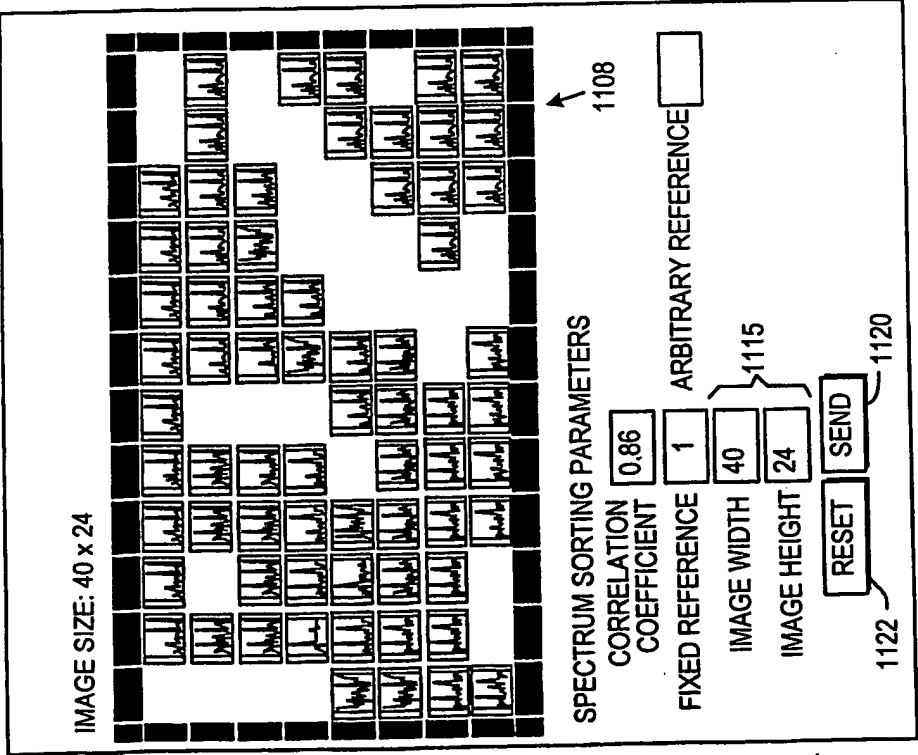 IMAGE SIZE: 40 x 24
1108
SPECTRUM SORTING PARAMETERS
CORRELATION
COEFFICIENT 0.86
FIXED REFERENCE 1 ARBITRARY REFERENCE
IMAGE WIDTH 40
1115
IMAGE HEIGHT 24
RESET SEND
1122 1120